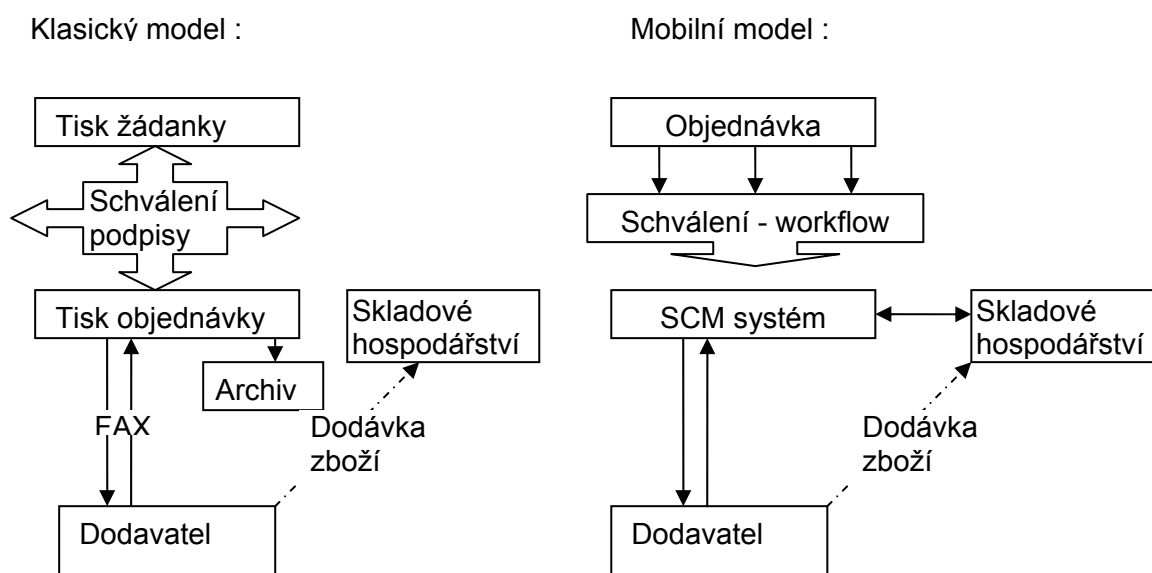 Klasický model :
Tisk žádanky
Schválení
podpisy
Tisk objednávky
Skladové
hospodářství
Archiv
FAX
Dodávka
zboží
Dodavatel
Mobilní model :
Objednávka
Schválení - workflow
SCM systém
Skladové
hospodářství
Dodávka
zboží
Dodavatel